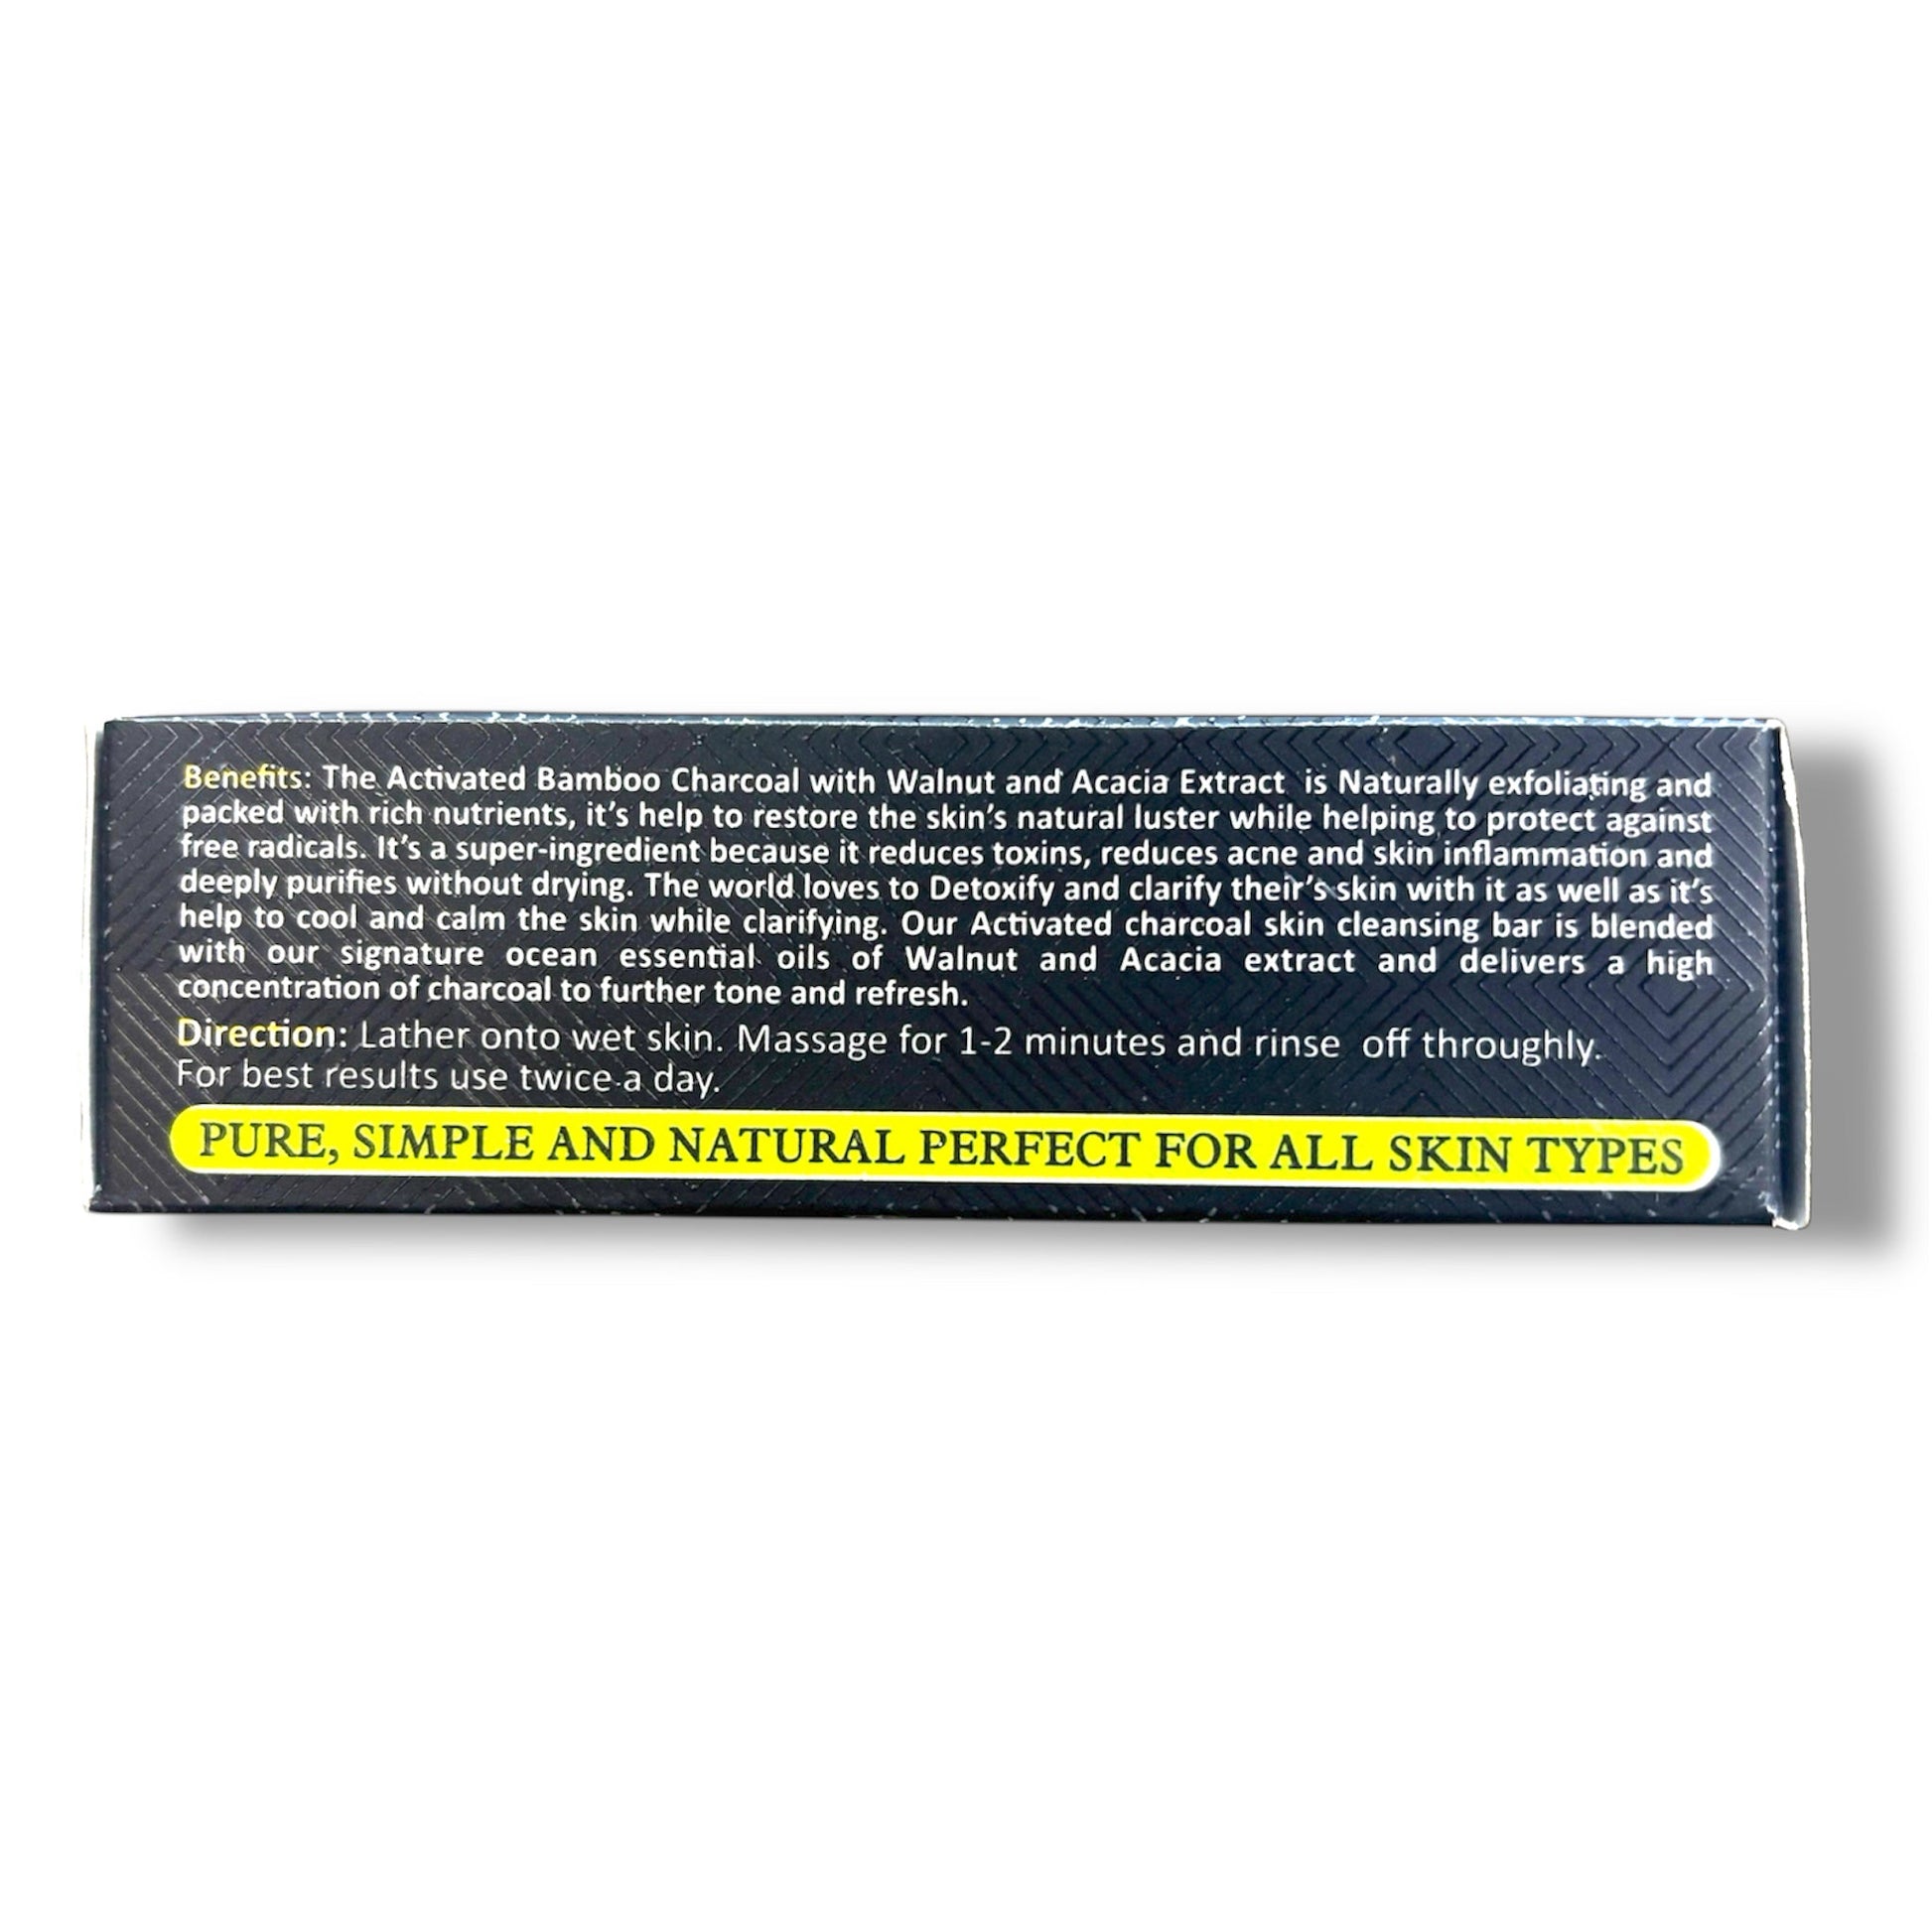 Benefits: The Activated Bamboo Charcoal with Walnut and Acacia Extract is Naturally exfoliating and
packed with rich nutrients, it's help to restore the skin's natural luster while helping to protect against
free radicals. It's a super-ingredient because it reduces toxins, reduces acne and skin inflammation and
deeply purifies without drying. The world loves to Detoxify and clarify their's skin with it as well as it's
help to cool and calm the skin while clarifying. Our Activated charcoal skin cleansing bar is blended
with our signature ocean essential oils of Walnut and Acacia extract and delivers a high
concentration of charcoal to further tone and refresh.
Direction: Lather onto wet skin. Massage for 1-2 minutes and rinse off throughly.
For best results use twice a day.
PURE, SIMPLE AND NATURAL PERFECT FOR ALL SKIN TYPES